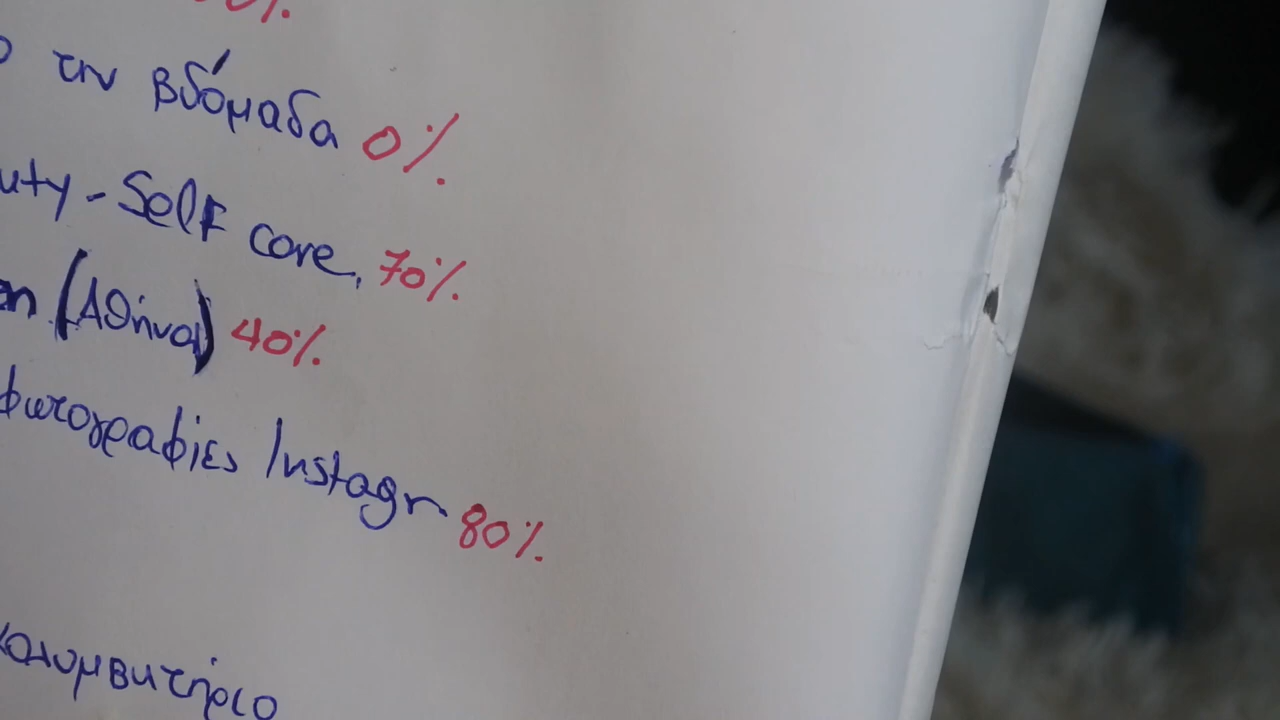 την βδόμαδα 0%
uty - Self care, 70%
(Αθήνα) 40%
φωτογραφίες Instagr 80%
κολυμβητήριο